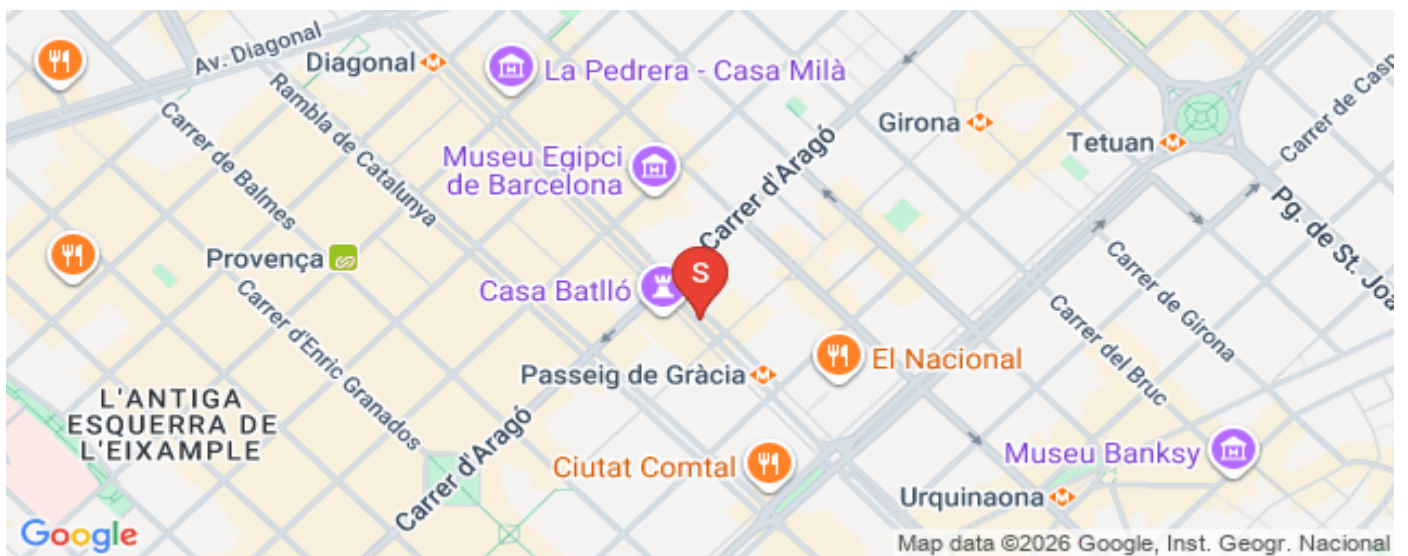 Av. Diagonal
Diagonal
La Pedrera - Casa Milà
Carrer de Casp
Rambla de Catalunya
Carrer de Balmes
Girona
Tetuan
Museu Egipci
de Barcelona
Carrer d'Aragó
Pg. de St. Joa
Provença
Casa Batlló
S
Carrer de Girona
Carrer d'Enric Granados
Passeig de Gràcia
El Nacional
Carrer del Bruc
L'ANTIGA
ESQUERRA DE
L'EIXAMPLE
Carrer d'Aragó
Ciutat Comtal
Museu Banksy
Urquinaona
Google
Map data ©2026 Google, Inst. Geogr. Nacional